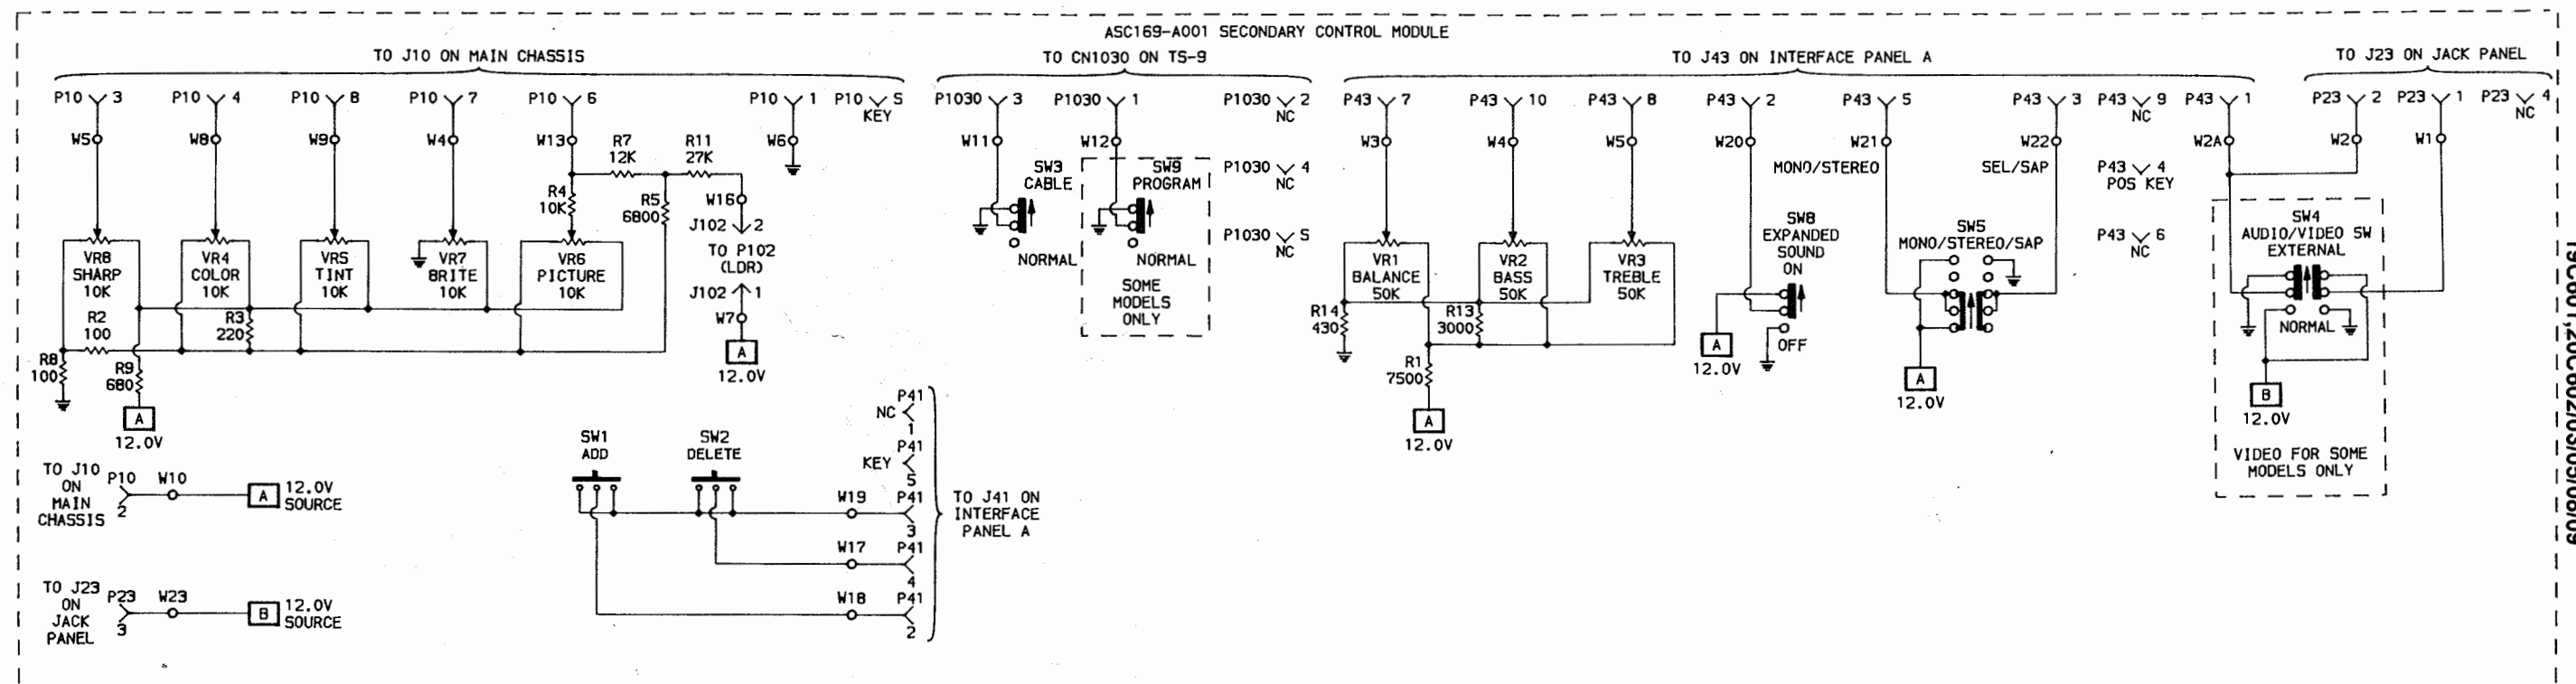 ASC169-A001 SECONDARY CONTROL MODULE
TO J10 ON MAIN CHASSIS
TO CN1030 ON TS-9
TO J43 ON INTERFACE PANEL A
TO J23 ON JACK PANEL
P10 3
P10 4
P10 8
P10 7
P10 6
P10 1
P10 5
KEY
P1030 3
P1030 1
P1030 2
NC
P43 7
P43 10
P43 8
P43 2
P43 5
P43 3
P43 9
NC
P43 1
P23 2
P23 1
P23 4
NC
W5
W8
W9
W4
W13
R7
12K
R11
27K
W6
W11
W12
W3
W4
W5
W20
W21
W22
W2A
W2
W1
R4
10K
R5
6800
W16
J102 2
TO P102
(LDR)
J102 1
W7
A
12.0V
SW3
CABLE
NORMAL
SW9
PROGRAM
NORMAL
SOME
MODELS
ONLY
P1030 4
NC
P1030 5
NC
MONO/STEREO
SEL/SAP
P43 4
POS KEY
P43 6
NC
VR8
SHARP
10K
VR4
COLOR
10K
VR5
TINT
10K
VR7
BRITE
10K
VR6
PICTURE
10K
R2
100
R3
220
R8
100
R9
680
A
12.0V
VR1
BALANCE
50K
VR2
BASS
50K
VR3
TREBLE
50K
R14
430
R13
3000
R1
7500
A
12.0V
SW8
EXPANDED
SOUND
ON
OFF
A
12.0V
SW5
MONO/STEREO/SAP
A
12.0V
SW4
AUDIO/VIDEO SW
EXTERNAL
NORMAL
B
12.0V
VIDEO FOR SOME
MODELS ONLY
TO J10
ON
MAIN
CHASSIS
P10
2
W10
A
12.0V
SOURCE
TO J23
ON
JACK
PANEL
P23
3
W23
B
12.0V
SOURCE
SW1
ADD
SW2
DELETE
P41
NC
1
P41
KEY
5
W19
P41
3
W17
P41
4
W18
P41
2
TO J41 ON
INTERFACE
PANEL A